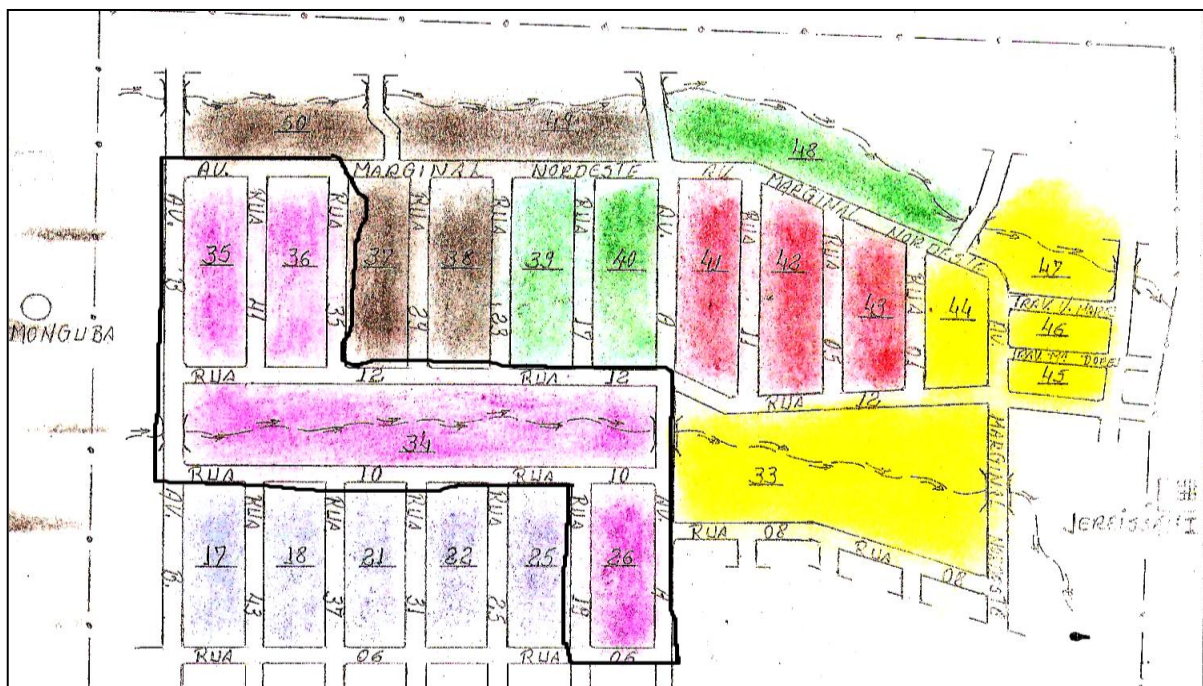 50
49
48
AV. MARGINAL NORDESTE AV. MARGINAL NORDESTE
AV. B
35
RUA 41
36
RUA 35
37
RUA 29
38
RUA 23
39
RUA 17
40
AV. A
41
RUA 11
42
RUA 05
43
RUA
44
AV.
47
46
45
MONGUBA
RUA 12 RUA 12
RUA 12
34
33
MARGINAL NORDESTE
JEREISSATI
RUA 10 RUA 10
RUA 08 RUA 08
AV. B.
17
RUA 43
18
RUA 37
21
RUA 31
22
RUA 25
25
RUA 19
26
AV. A
RUA 06 RUA 06